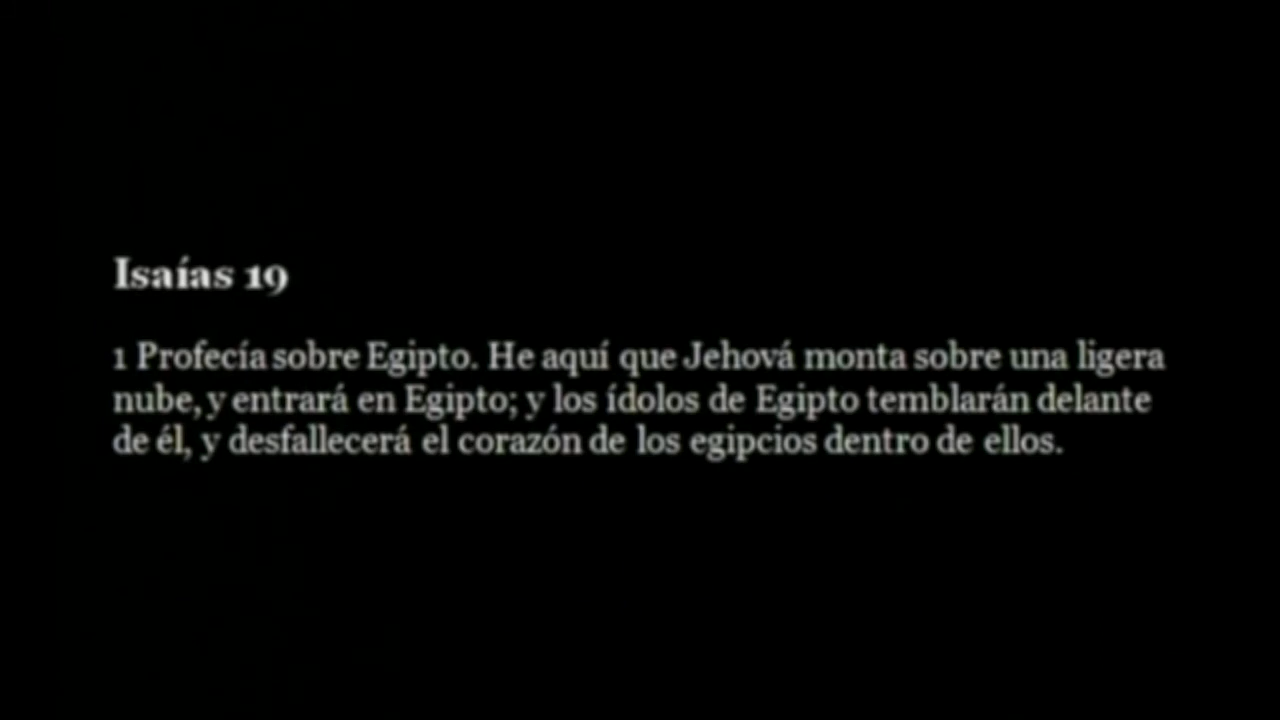 Isaías 19
1 Profecía sobre Egipto. He aquí que Jehová monta sobre una ligera
nube, y entrará en Egipto; y los ídolos de Egipto temblarán delante
de él, y desfallecerá el corazón de los egipcios dentro de ellos.